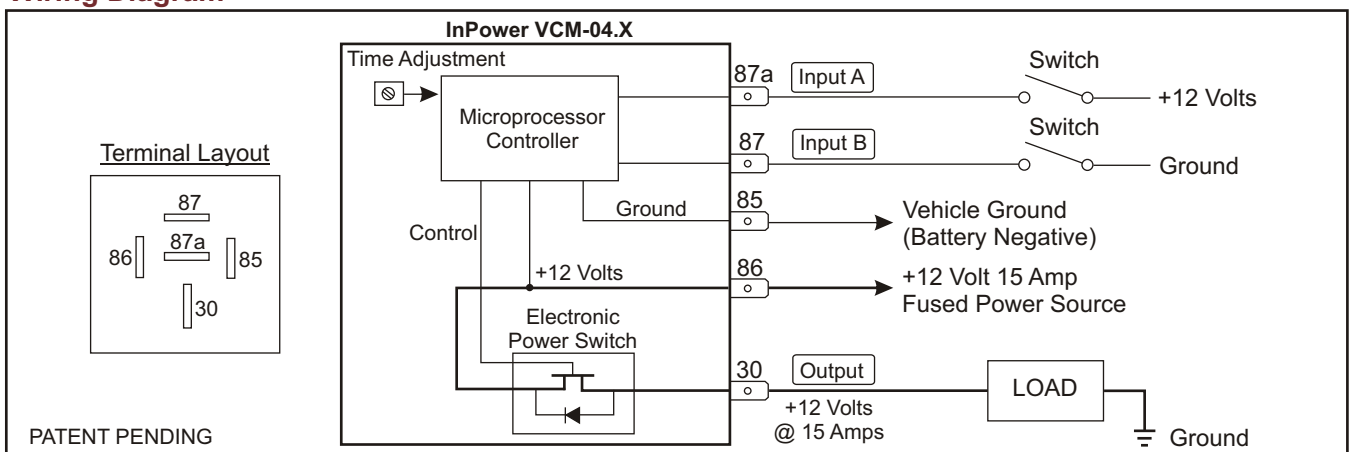 Wiring Diagram
InPower VCM-04.X
Time Adjustment
Microprocessor
Controller
Control
Ground
+12 Volts
Electronic
Power Switch
87a
Input A
Switch
+12 Volts
87
Input B
Switch
Ground
85
Vehicle Ground
(Battery Negative)
86
+12 Volt 15 Amp
Fused Power Source
30
Output
+12 Volts
@ 15 Amps
LOAD
Ground
Terminal Layout
87
86
87a
85
30
PATENT PENDING